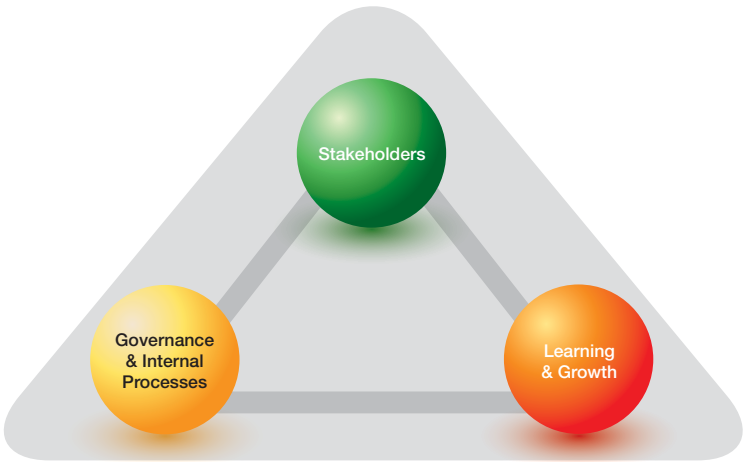 Stakeholders
Governance
& Internal
Processes
Learning
& Growth